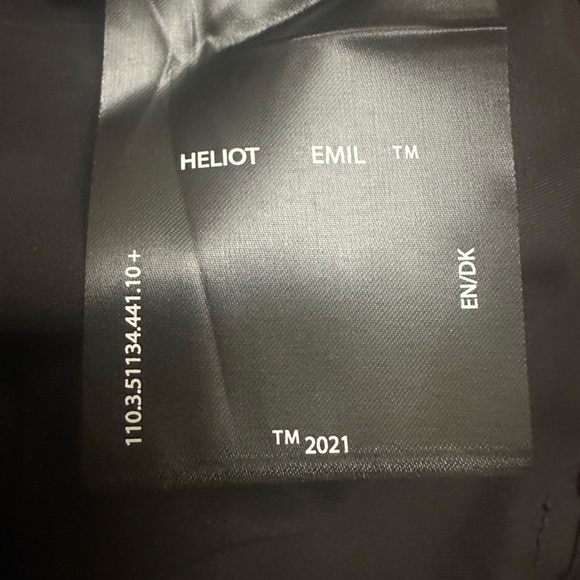 HELIOT EMIL ™
110.3.51134.441.10+
EN/DK
™ 2021